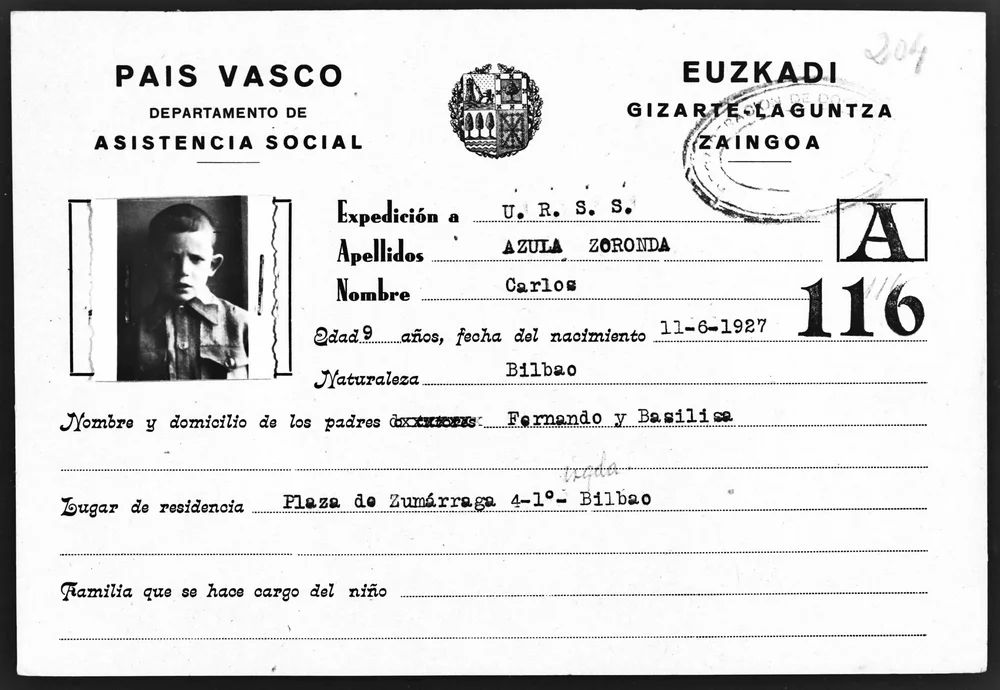 204
PAIS VASCO
DEPARTAMENTO DE
ASISTENCIA SOCIAL
EUZKADI
GIZARTE-LAGUNTZA
ZAINGOA
Expedición a U. R. S. S.
Apellidos AZULA ZORONDA
Nombre Carlos
A
116
Edad 9 años, fecha del nacimiento 11-6-1927
Naturaleza Bilbao
Nombre y domicilio de los padres Fernando y Basilisa
izqda.
Lugar de residencia Plaza de Zumárraga 4-1º- Bilbao
Familia que se hace cargo del niño